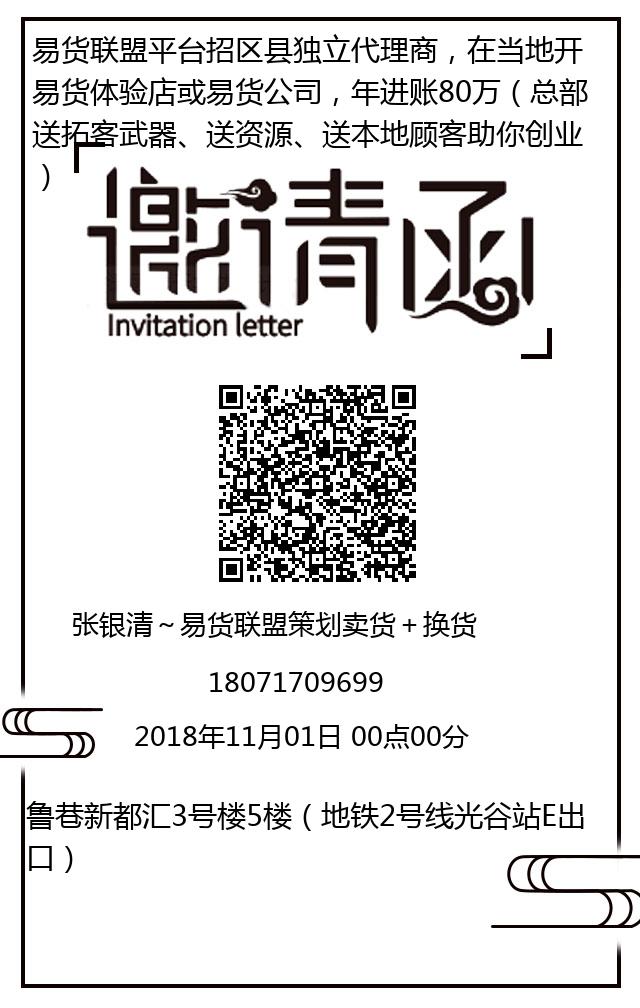 易货联盟平台招区县独立代理商，在当地开
易货体验店或易货公司，年进账80万（总部
送拓客武器、送资源、送本地顾客助你创业
）
邀请函
Invitation letter
张银清～易货联盟策划卖货＋换货
18071709699
2018年11月01日 00点00分
鲁巷新都汇3号楼5楼（地铁2号线光谷站E出
口）